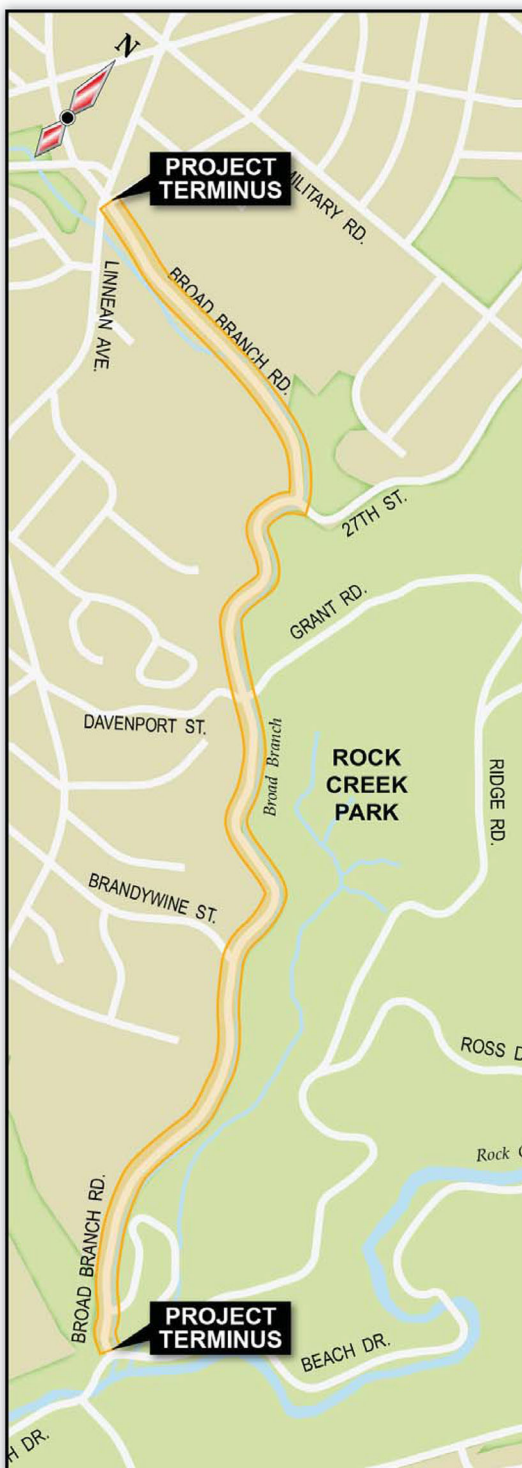 N
PROJECT
TERMINUS
MILITARY RD.
LINNEAN AVE.
BROAD BRANCH RD.
27TH ST.
GRANT RD.
DAVENPORT ST.
Broad Branch
ROCK
CREEK
PARK
RIDGE RD.
BRANDYWINE ST.
ROSS D
Rock
BROAD BRANCH RD.
PROJECT
TERMINUS
BEACH DR.
H DR.